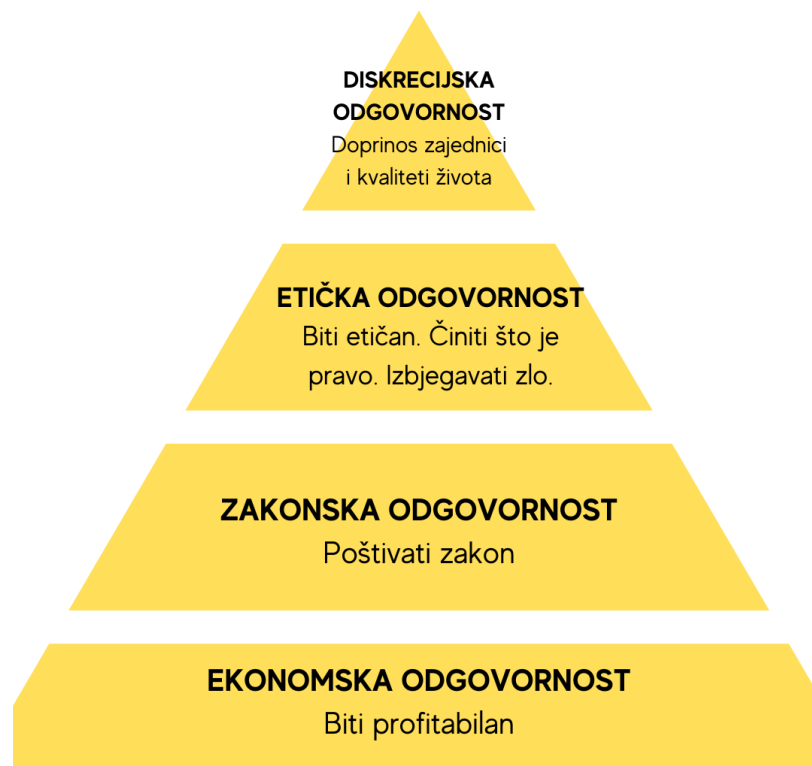 DISKRECIJSKA
ODGOVORNOST
Doprinos zajednici
i kvaliteti života
ETIČKA ODGOVORNOST
Biti etičan. Činiti što je
pravo. Izbjegavati zlo.
ZAKONSKA ODGOVORNOST
Poštivati zakon
EKONOMSKA ODGOVORNOST
Biti profitabilan